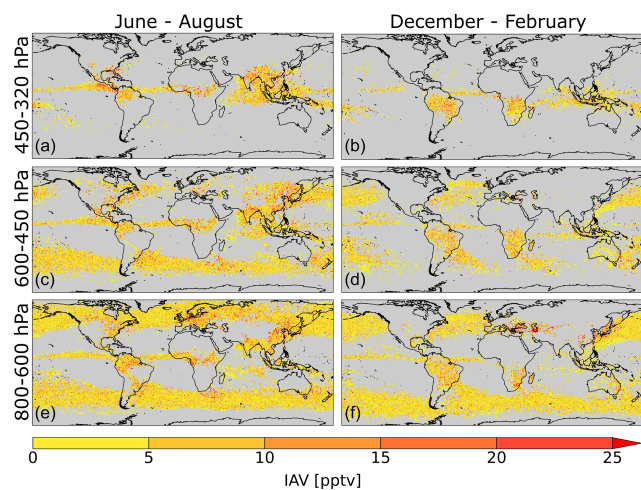 June - August December - February
450-320 hPa
(a) (b)
600-450 hPa
(c) (d)
800-600 hPa
(e) (f)
0 5 10 15 20 25
IAV [pptv]